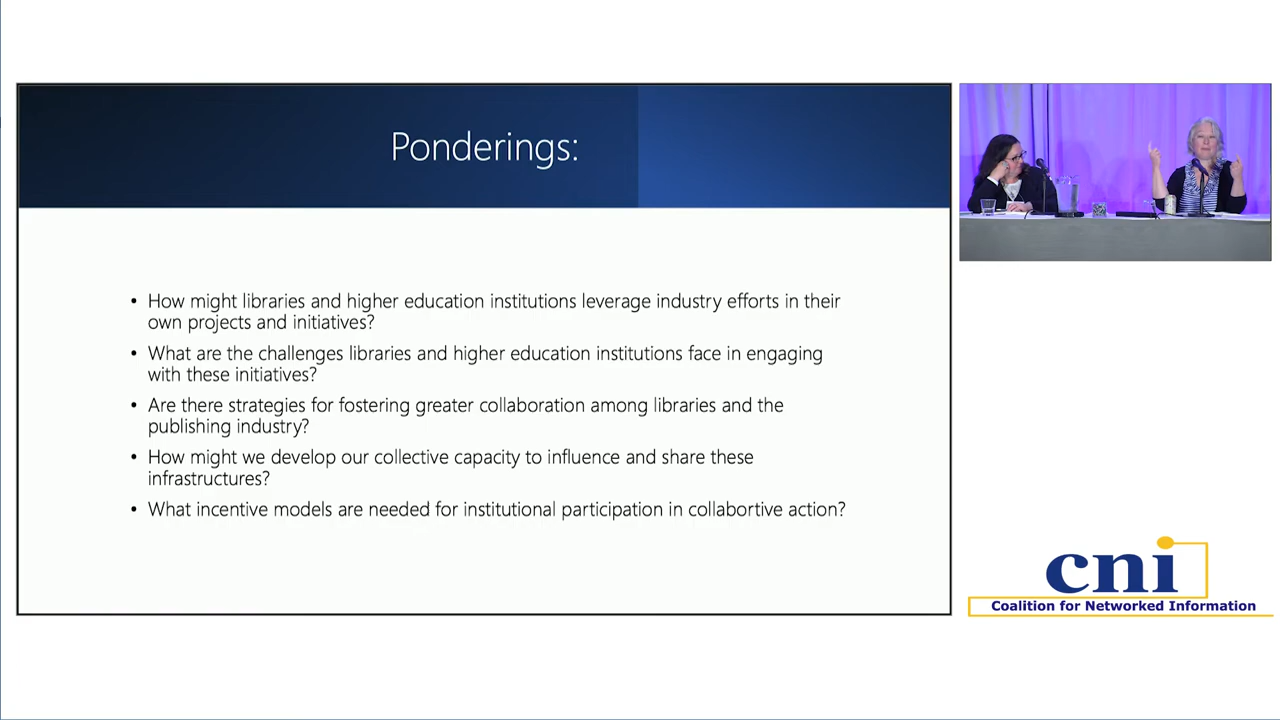 Ponderings:
• How might libraries and higher education institutions leverage industry efforts in their
own projects and initiatives?
• What are the challenges libraries and higher education institutions face in engaging
with these initiatives?
• Are there strategies for fostering greater collaboration among libraries and the
publishing industry?
• How might we develop our collective capacity to influence and share these
infrastructures?
• What incentive models are needed for institutional participation in collabortive action?
cni
Coalition for Networked Information